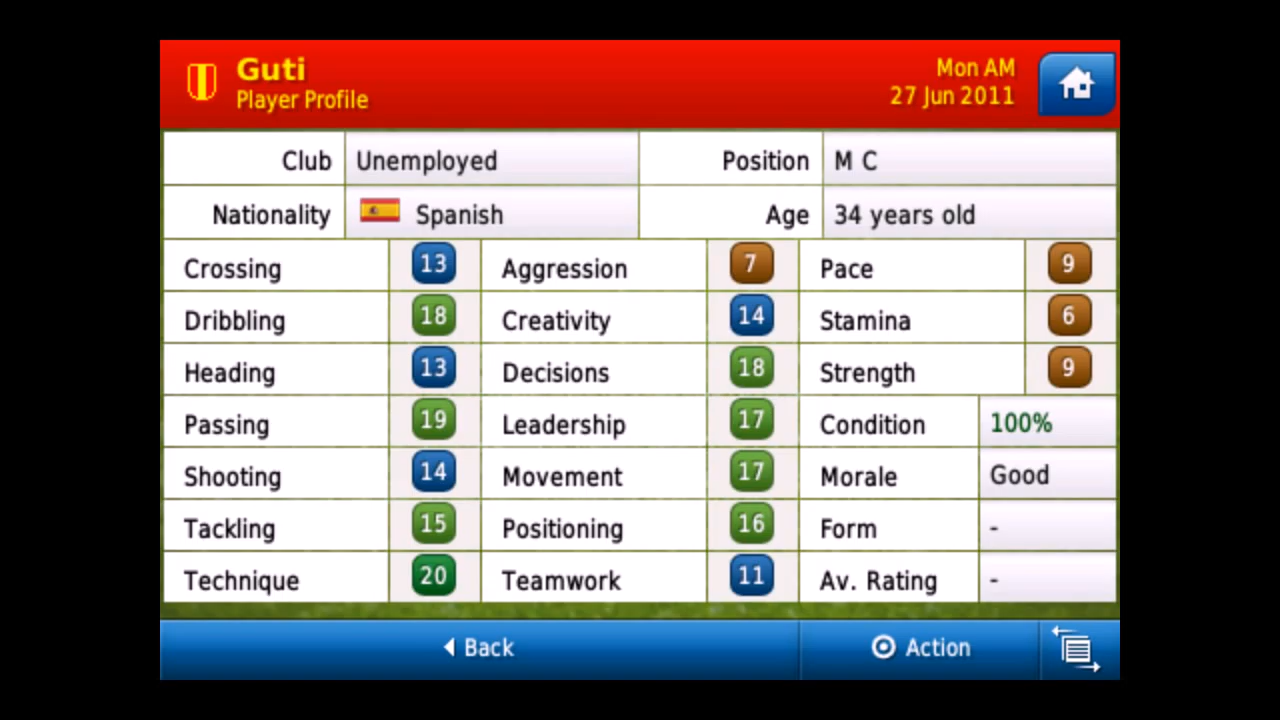 Guti
Player Profile
Mon AM
27 Jun 2011
Club Unemployed Position M C
Nationality Spanish Age 34 years old
Crossing 13 Aggression 7 Pace 9
Dribbling 18 Creativity 14 Stamina 6
Heading 13 Decisions 18 Strength 9
Passing 19 Leadership 17 Condition 100%
Shooting 14 Movement 17 Morale Good
Tackling 15 Positioning 16 Form -
Technique 20 Teamwork 11 Av. Rating -
Back Action